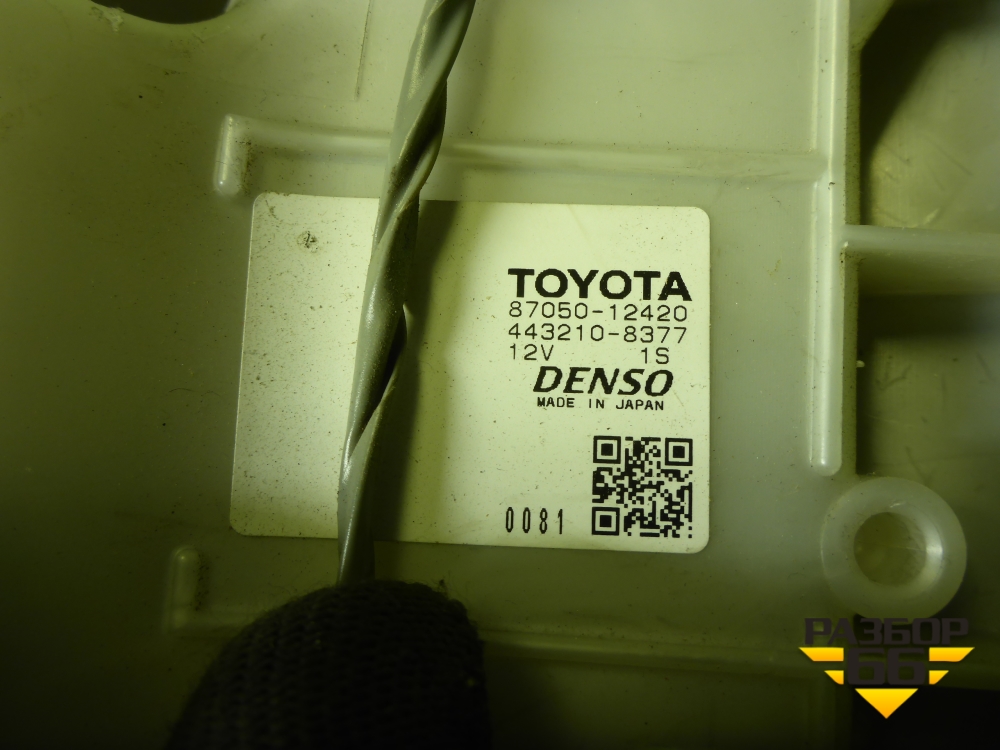 TOYOTA
87050-12420
443210-8377
12V 1S
DENSO
MADE IN JAPAN
0081
РАЗБОР
66